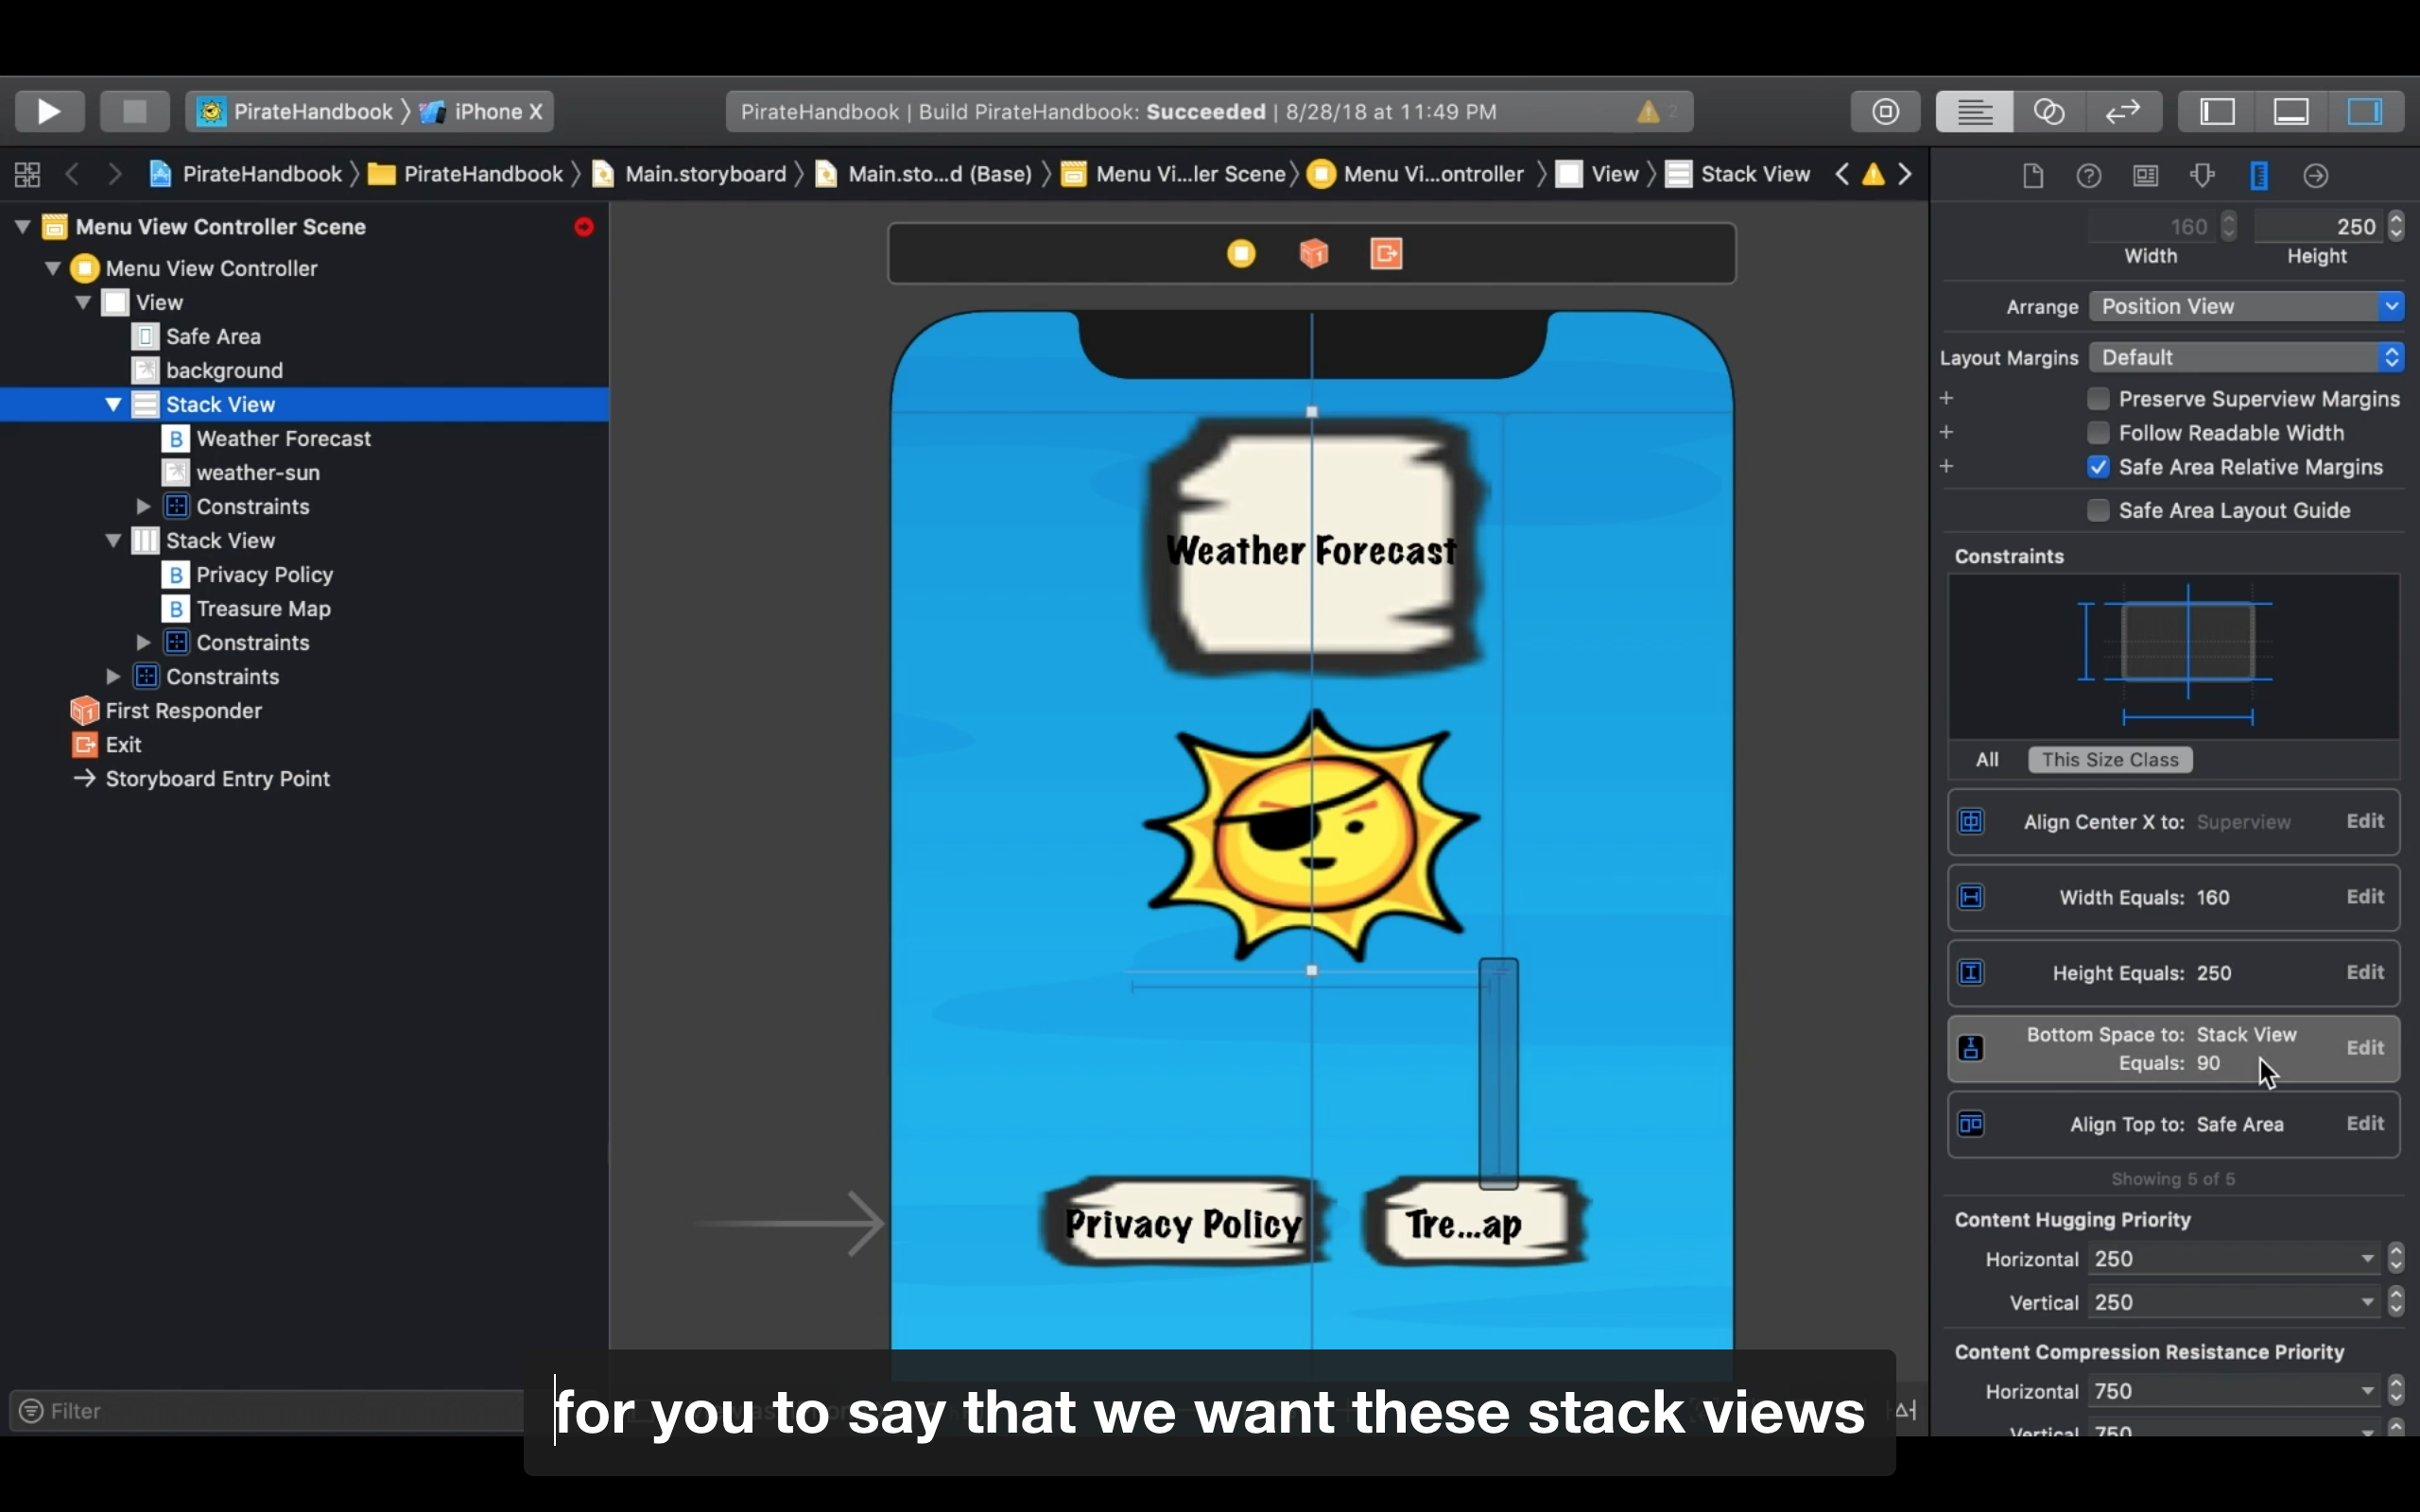 PirateHandbook 〉 iPhone X
PirateHandbook | Build PirateHandbook: Succeeded | 8/28/18 at 11:49 PM
2
PirateHandbook 〉 PirateHandbook 〉 Main.storyboard 〉 Main.sto...d (Base) 〉 Menu Vi...ler Scene 〉 Menu Vi...ontroller 〉 View 〉 Stack View
Menu View Controller Scene
Menu View Controller
View
Safe Area
background
Stack View
B Weather Forecast
weather-sun
Constraints
Stack View
B Privacy Policy
B Treasure Map
Constraints
Constraints
First Responder
Exit
Storyboard Entry Point
Filter
Weather Forecast
Privacy Policy
Tre...ap
160 250
Width Height
Arrange Position View
Layout Margins Default
Preserve Superview Margins
Follow Readable Width
Safe Area Relative Margins
Safe Area Layout Guide
Constraints
All This Size Class
Align Center X to: Superview Edit
Width Equals: 160 Edit
Height Equals: 250 Edit
Bottom Space to: Stack View
Equals: 90 Edit
Align Top to: Safe Area Edit
Showing 5 of 5
Content Hugging Priority
Horizontal 250
Vertical 250
Content Compression Resistance Priority
Horizontal 750
Vertical 750
for you to say that we want these stack views